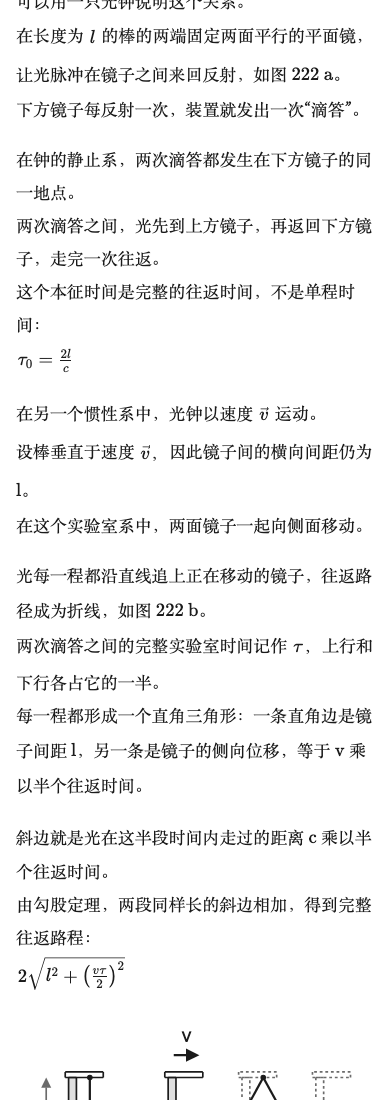 可以用一只光钟说明这个关系。
在长度为 l 的棒的两端固定两面平行的平面镜，
让光脉冲在镜子之间来回反射，如图 222 a。
下方镜子每反射一次，装置就发出一次“滴答”。
在钟的静止系，两次滴答都发生在下方镜子的同
一地点。
两次滴答之间，光先到上方镜子，再返回下方镜
子，走完一次往返。
这个本征时间是完整的往返时间，不是单程时
间：
τ₀ = 2l/c
在另一个惯性系中，光钟以速度 v⃗ 运动。
设棒垂直于速度 v⃗，因此镜子间的横向间距仍为
l。
在这个实验室系中，两面镜子一起向侧面移动。
光每一程都沿直线追上正在移动的镜子，往返路
径成为折线，如图 222 b。
两次滴答之间的完整实验室时间记作 τ，上行和
下行各占它的一半。
每一程都形成一个直角三角形：一条直角边是镜
子间距 l，另一条是镜子的侧向位移，等于 v 乘
以半个往返时间。
斜边就是光在这半段时间内走过的距离 c 乘以半
个往返时间。
由勾股定理，两段同样长的斜边相加，得到完整
往返路程：
2√(l² + (vτ/2)²)
v